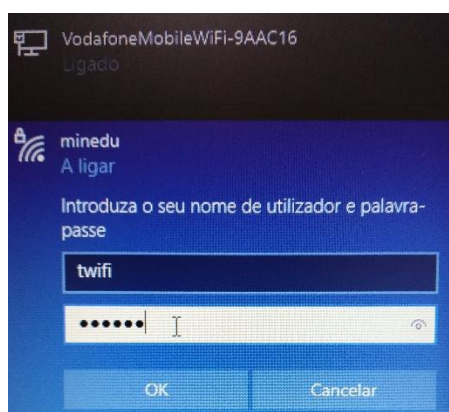 VodafoneMobileWiFi-9AAC16
Ligado
minedu
A ligar
Introduza o seu nome de utilizador e palavra-
passe
twifi
••••••
OK
Cancelar